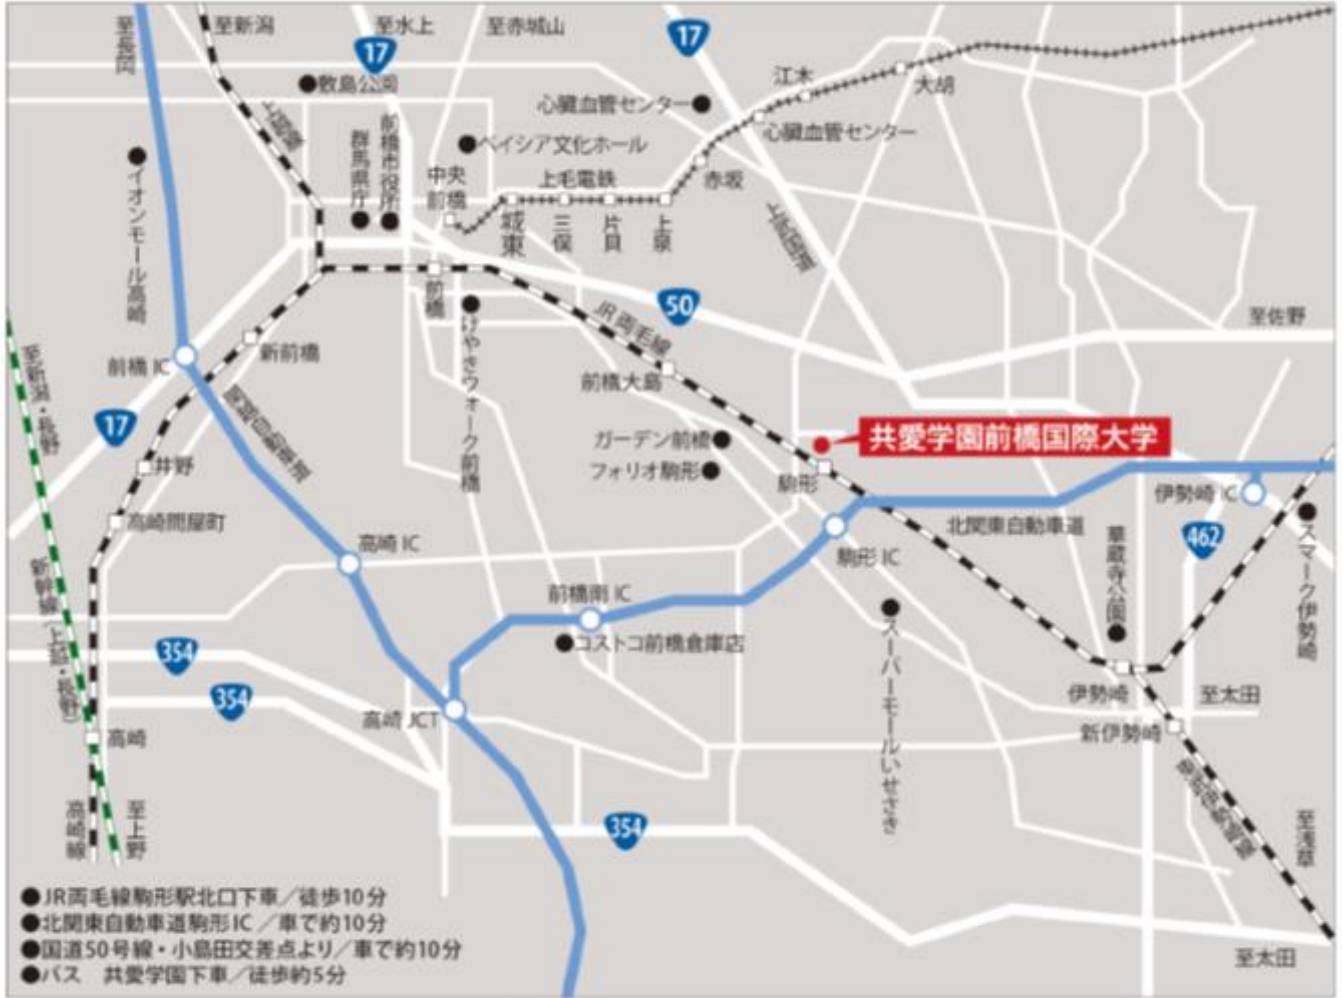 至長岡
至新潟
至水上
至赤城山
17
17
敷島公園
上越線
江木
大胡
心臓血管センター
心臓血管センター
ベイシア文化ホール
群馬県庁
前橋市役所
中央
前橋
上毛電鉄
赤坂
イオンモール高崎
城東
三俣
片貝
上泉
上武国道
前橋
50
至佐野
JR両毛線
けやきウォーク前橋
新前橋
前橋 IC
前橋大島
至新潟・長野
17
関越自動車道
ガーデン前橋
フォリオ駒形
共愛学園前橋国際大学
井野
駒形
伊勢崎 IC
高崎問屋町
北関東自動車道
462
スマーク伊勢崎
高崎 IC
駒形 IC
華蔵寺公園
新幹線(上越・長野)
前橋南 IC
コストコ前橋倉庫店
スーパーモールいせさき
354
354
伊勢崎
至太田
高崎 JCT
高崎
新伊勢崎
東武伊勢崎線
高崎線
至上野
354
至浅草
●JR両毛線駒形駅北口下車／徒歩10分
●北関東自動車道駒形IC／車で約10分
●国道50号線・小島田交差点より／車で約10分
●バス　共愛学園下車／徒歩約5分
至太田